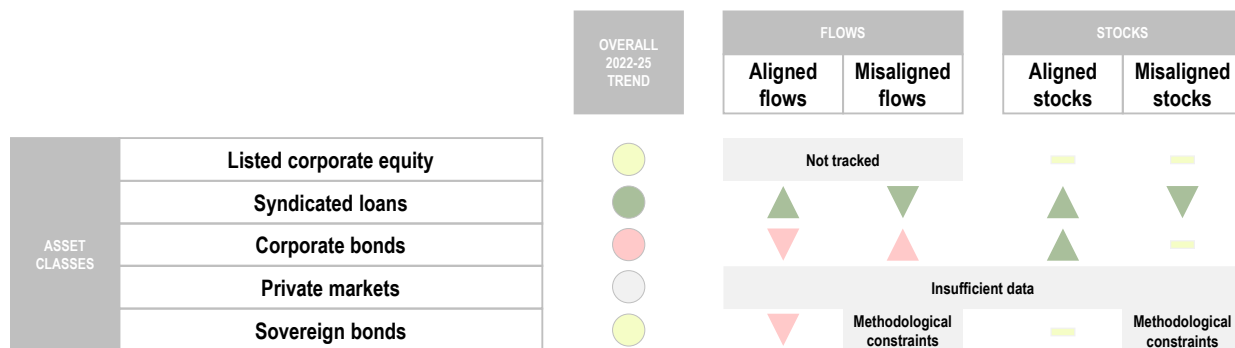 OVERALL
2022-25
TREND
FLOWS
STOCKS
Aligned
flows
Misaligned
flows
Aligned
stocks
Misaligned
stocks
ASSET
CLASSES
Listed corporate equity
Not tracked
Syndicated loans
Corporate bonds
Private markets
Insufficient data
Sovereign bonds
Methodological
constraints
Methodological
constraints